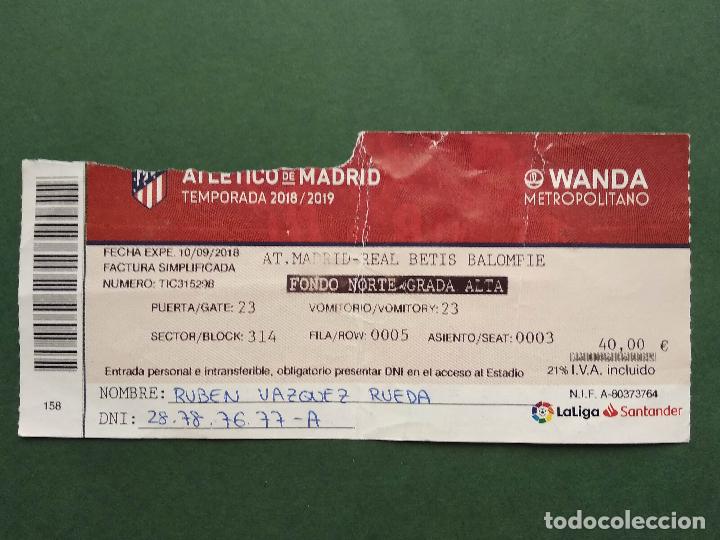 ATLÉTICO DE MADRID
TEMPORADA 2018/2019
WANDA
METROPOLITANO
FECHA EXPE. 10/09/2018
FACTURA SIMPLIFICADA
NUMERO: TIC315298
AT.MADRID-REAL BETIS BALOMPIE
FONDO NORTE GRADA ALTA
PUERTA/GATE: 23 VOMITORIO/VOMITORY: 23
SECTOR/BLOCK: 314 FILA/ROW: 0005 ASIENTO/SEAT: 0003 40,00 €
Entrada personal e intransferible, obligatorio presentar DNI en el acceso al Estadio 21% I.V.A. incluido
NOMBRE: RUBEN VAZQUEZ RUEDA
N.I.F. A-80373764
DNI: 28.78.76.77-A
LaLiga Santander
158
todocoleccion
todocoleccion.net